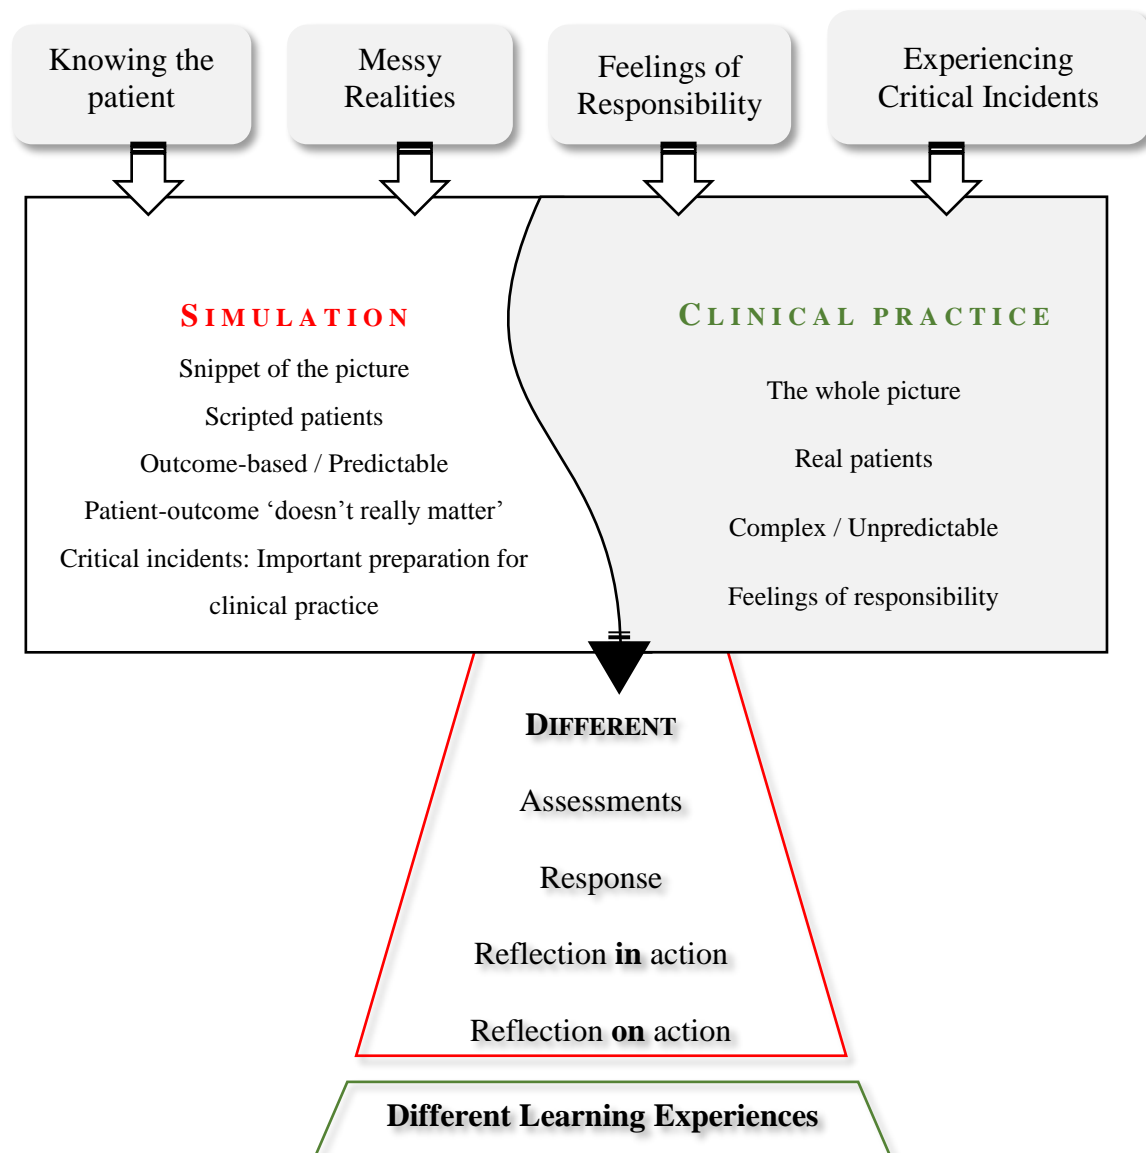 Knowing the
patient
Messy
Realities
Feelings of
Responsibility
Experiencing
Critical Incidents
SIMULATION
Snippet of the picture
Scripted patients
Outcome-based / Predictable
Patient-outcome ‘doesn’t really matter’
Critical incidents: Important preparation for
clinical practice
CLINICAL PRACTICE
The whole picture
Real patients
Complex / Unpredictable
Feelings of responsibility
DIFFERENT
Assessments
Response
Reflection in action
Reflection on action
Different Learning Experiences